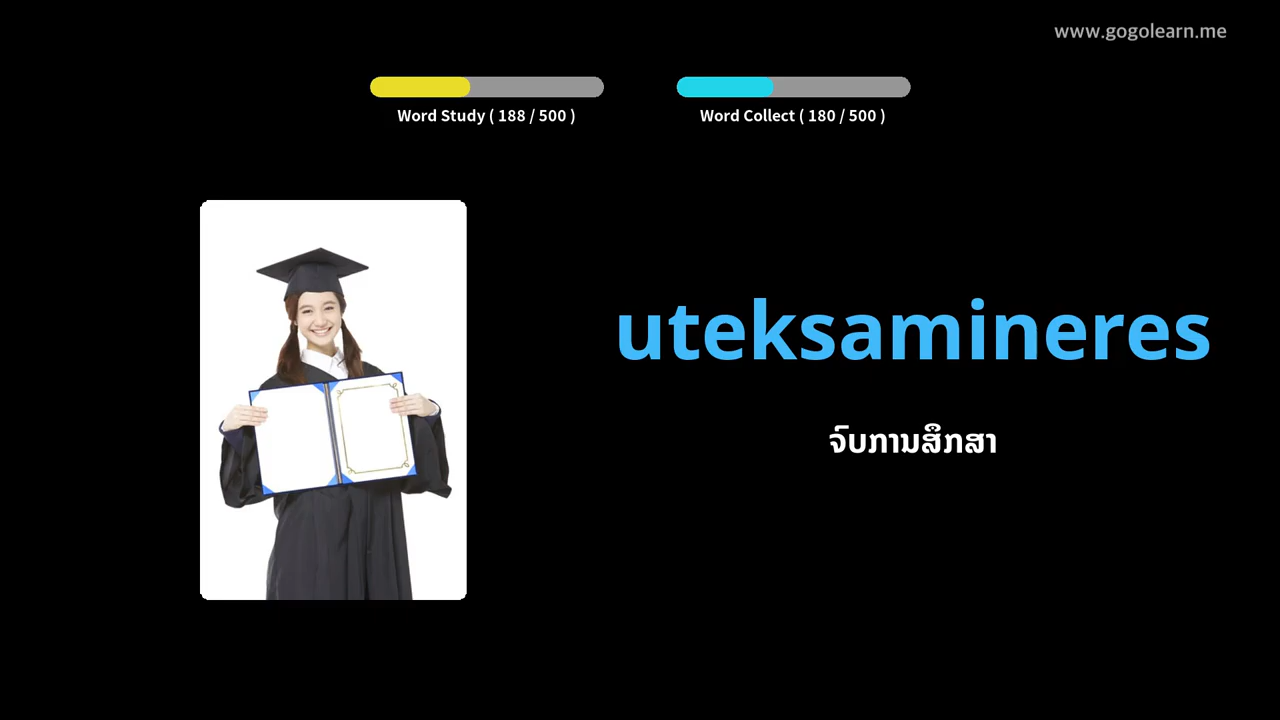 www.gogolearn.me
Word Study ( 188 / 500 )
Word Collect ( 180 / 500 )
uteksamineres
ຈົບການສຶກສາ